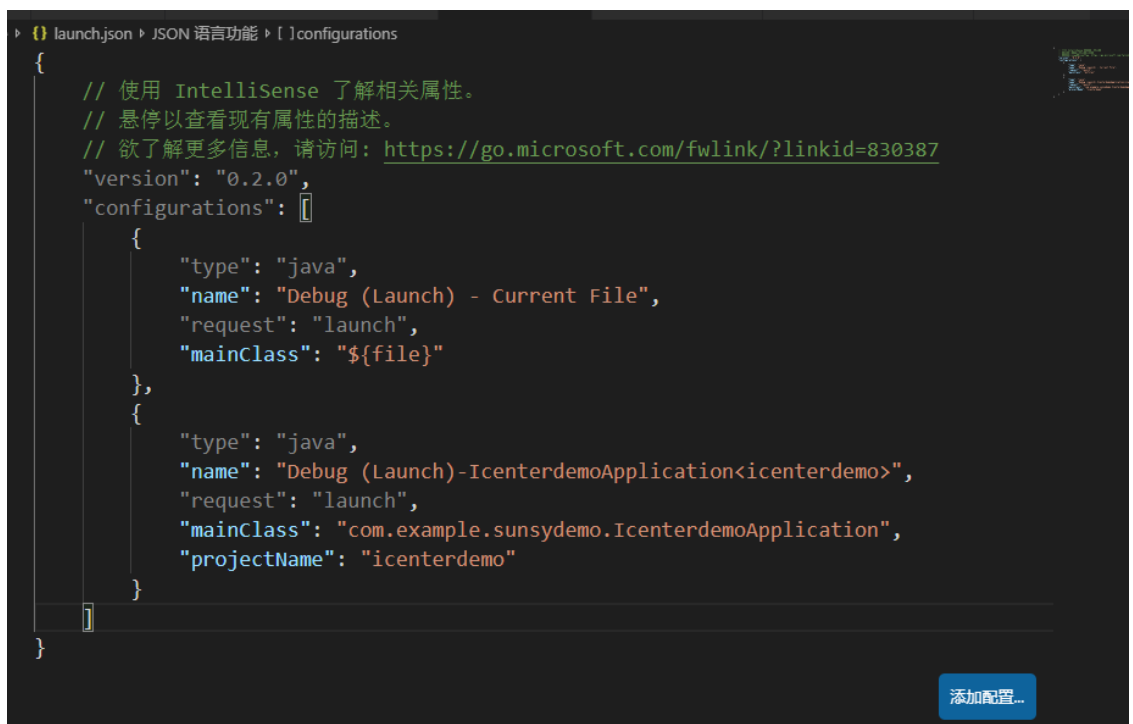 {} launch.json JSON 语言功能 [ ]configurations
{
// 使用 IntelliSense 了解相关属性。
// 悬停以查看现有属性的描述。
// 欲了解更多信息，请访问: https://go.microsoft.com/fwlink/?linkid=830387
"version": "0.2.0",
"configurations": [
{
"type": "java",
"name": "Debug (Launch) - Current File",
"request": "launch",
"mainClass": "${file}"
},
{
"type": "java",
"name": "Debug (Launch)-IcenterdemoApplication<icenterdemo>",
"request": "launch",
"mainClass": "com.example.sunsydemo.IcenterdemoApplication",
"projectName": "icenterdemo"
}
]
}
添加配置...